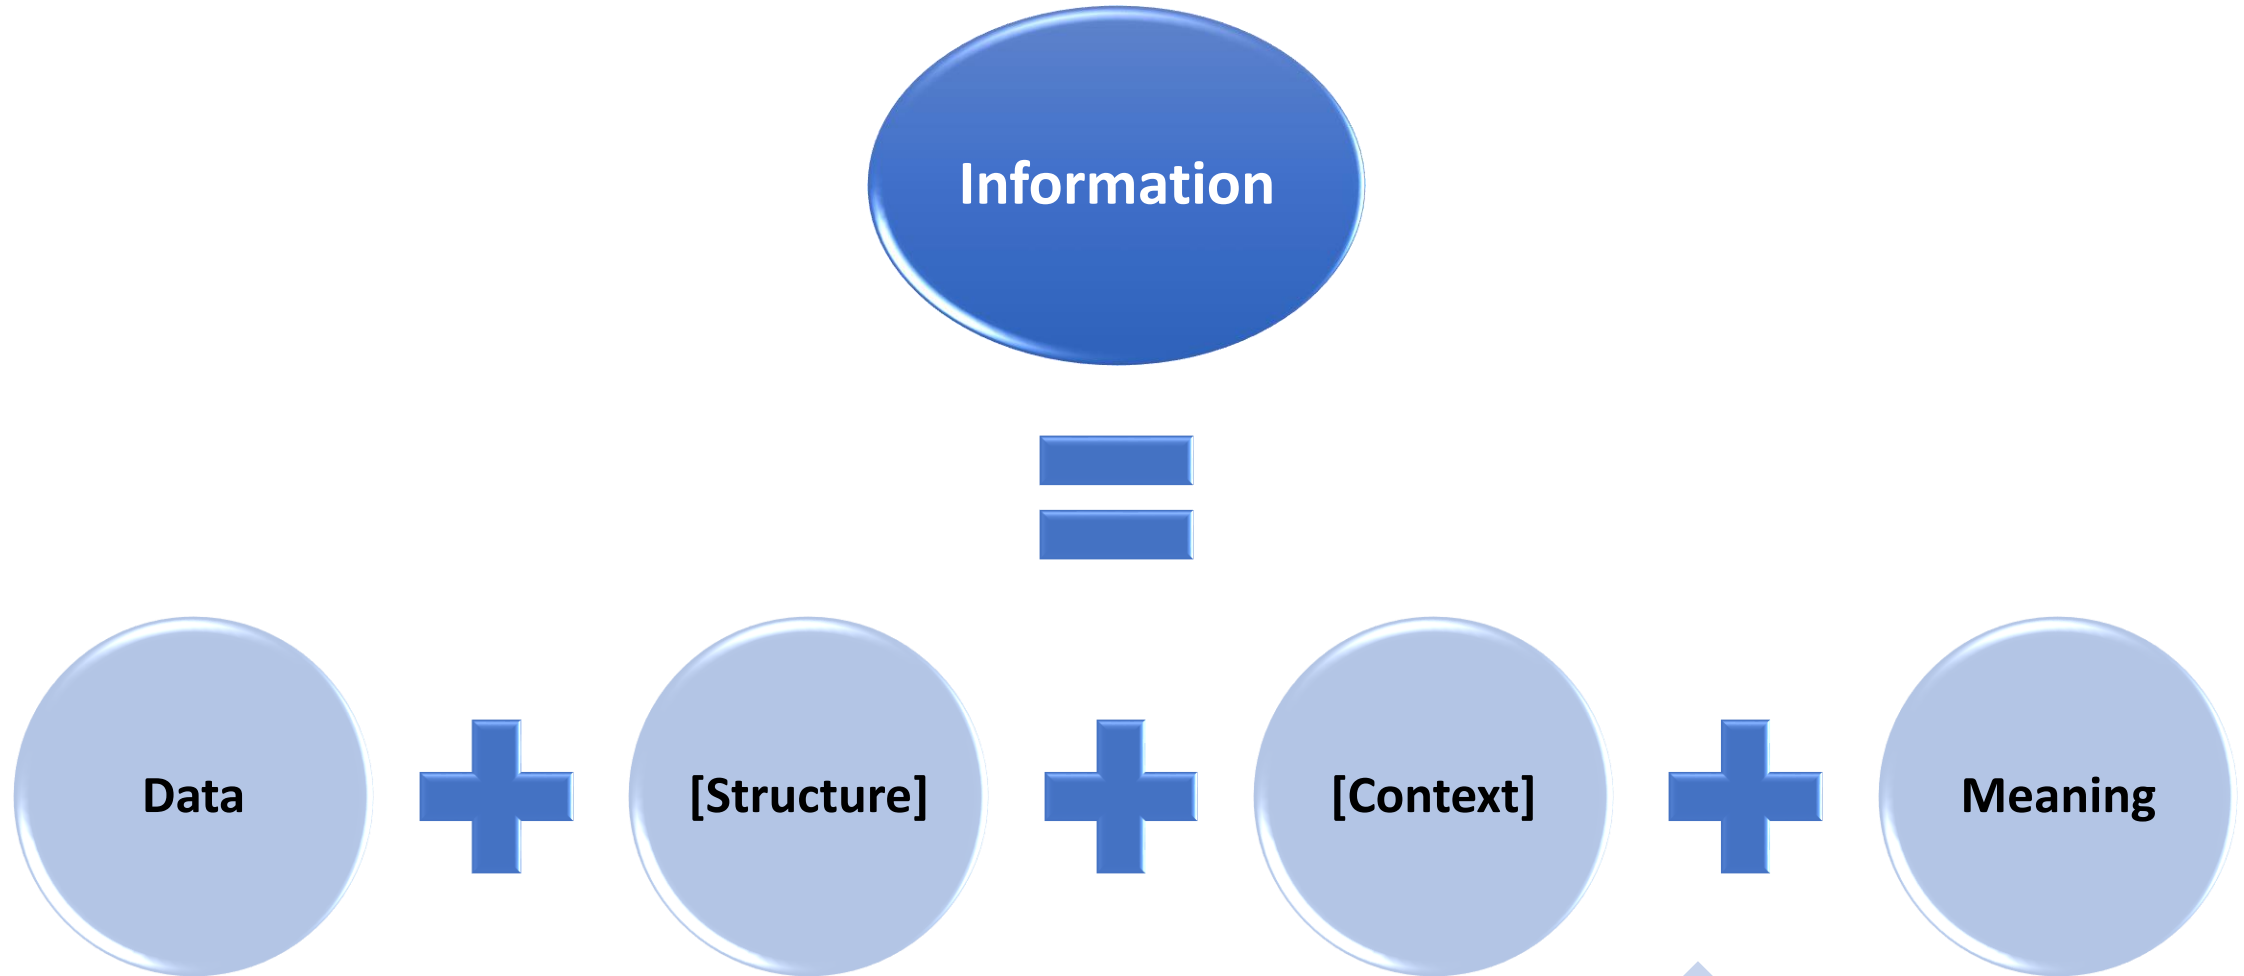 Information
=
Data + [Structure] + [Context] + Meaning